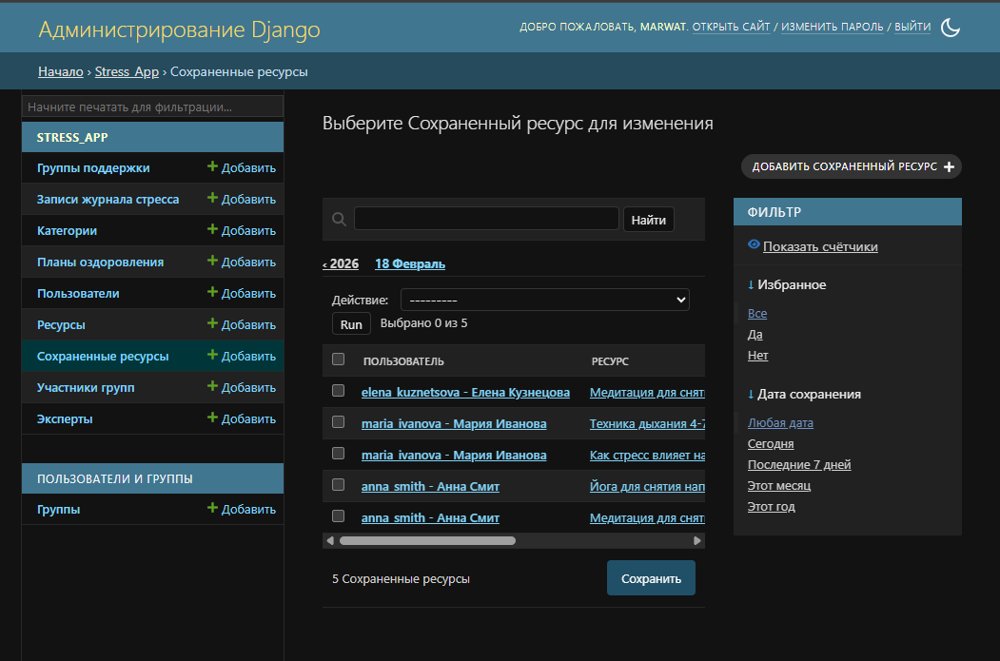 Администрирование Django
ДОБРО ПОЖАЛОВАТЬ, MARWAT. ОТКРЫТЬ САЙТ / ИЗМЕНИТЬ ПАРОЛЬ / ВЫЙТИ
Начало › Stress_App › Сохраненные ресурсы
Начните печатать для фильтрации...
STRESS_APP
Группы поддержки Добавить
Записи журнала стресса Добавить
Категории Добавить
Планы оздоровления Добавить
Пользователи Добавить
Ресурсы Добавить
Сохраненные ресурсы Добавить
Участники групп Добавить
Эксперты Добавить
ПОЛЬЗОВАТЕЛИ И ГРУППЫ
Группы Добавить
Выберите Сохраненный ресурс для изменения
ДОБАВИТЬ СОХРАНЕННЫЙ РЕСУРС
Найти
‹ 2026 18 Февраль
Действие: ---------
Run Выбрано 0 из 5
ПОЛЬЗОВАТЕЛЬ РЕСУРС
elena_kuznetsova - Елена Кузнецова Медитация для сняти
maria_ivanova - Мария Иванова Техника дыхания 4-7
maria_ivanova - Мария Иванова Как стресс влияет на
anna_smith - Анна Смит Йога для снятия нап
anna_smith - Анна Смит Медитация для сняти
5 Сохраненные ресурсы
Сохранить
ФИЛЬТР
Показать счётчики
↓ Избранное
Все
Да
Нет
↓ Дата сохранения
Любая дата
Сегодня
Последние 7 дней
Этот месяц
Этот год